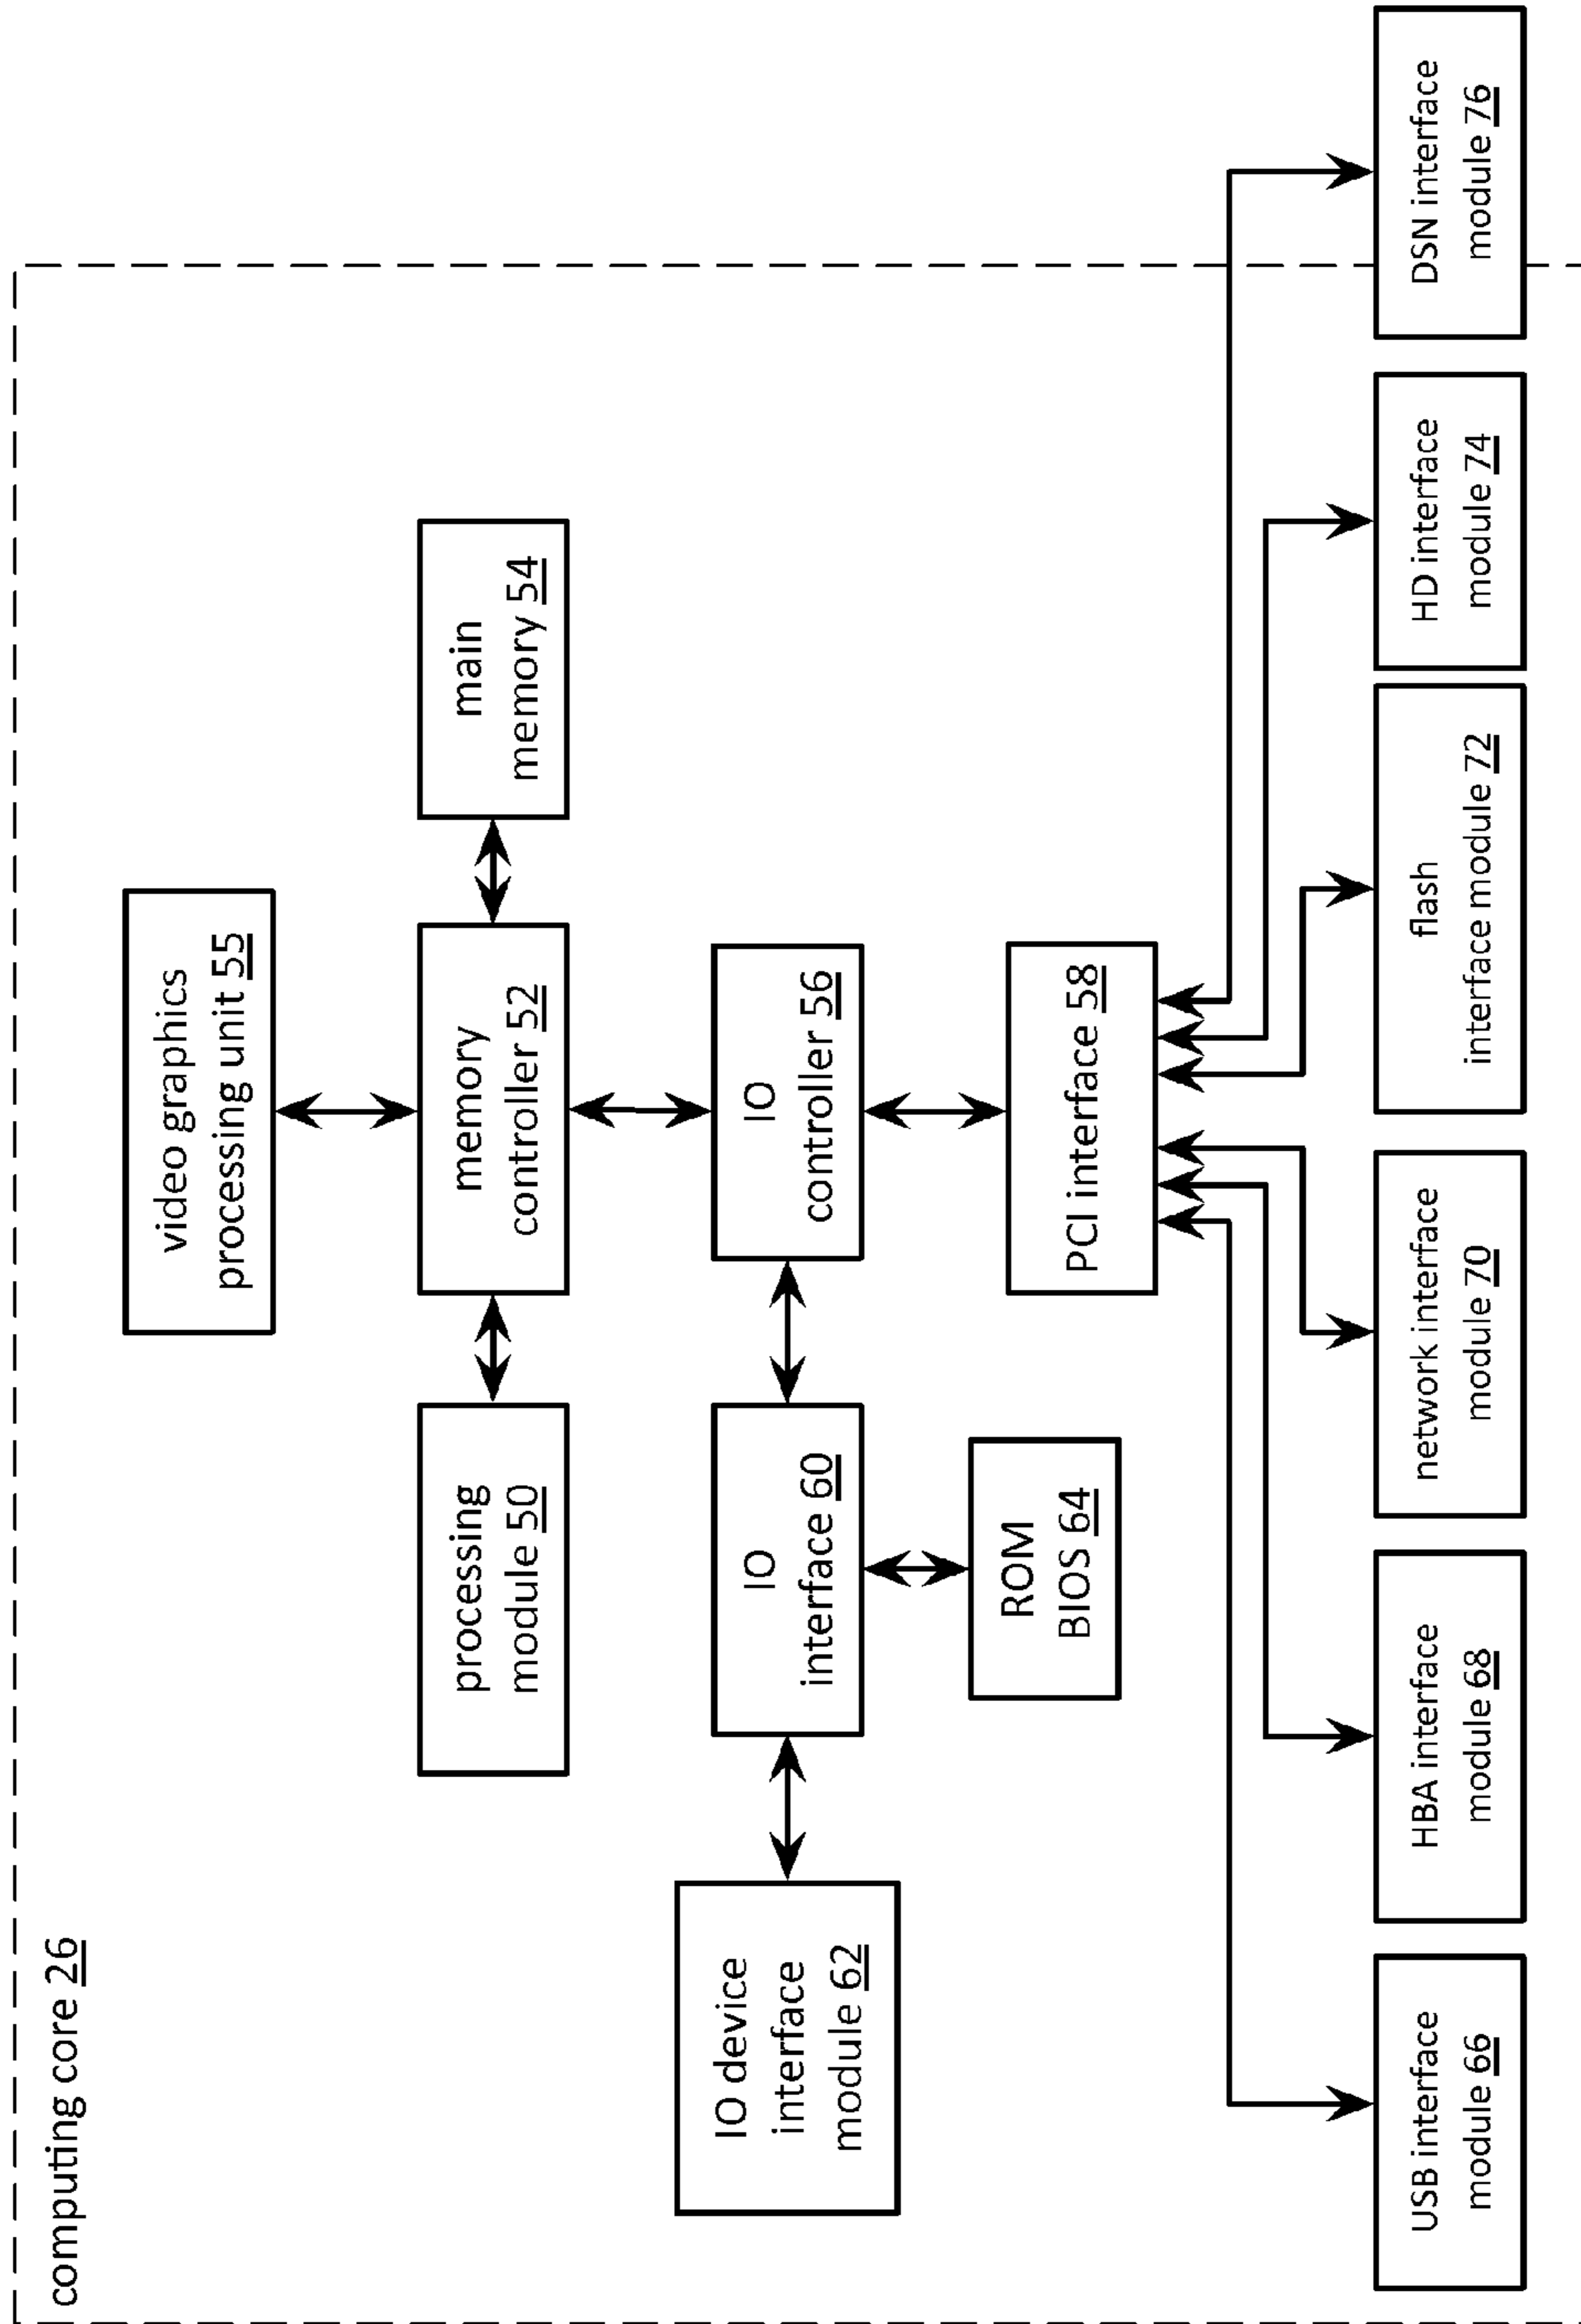 computing core 26
video graphics
processing unit 55
processing
module 50
memory
controller 52
main
memory 54
IO device
interface
module 62
IO
interface 60
IO
controller 56
ROM
BIOS 64
PCI interface 58
USB interface
module 66
HBA interface
module 68
network interface
module 70
flash
interface module 72
HD interface
module 74
DSN interface
module 76